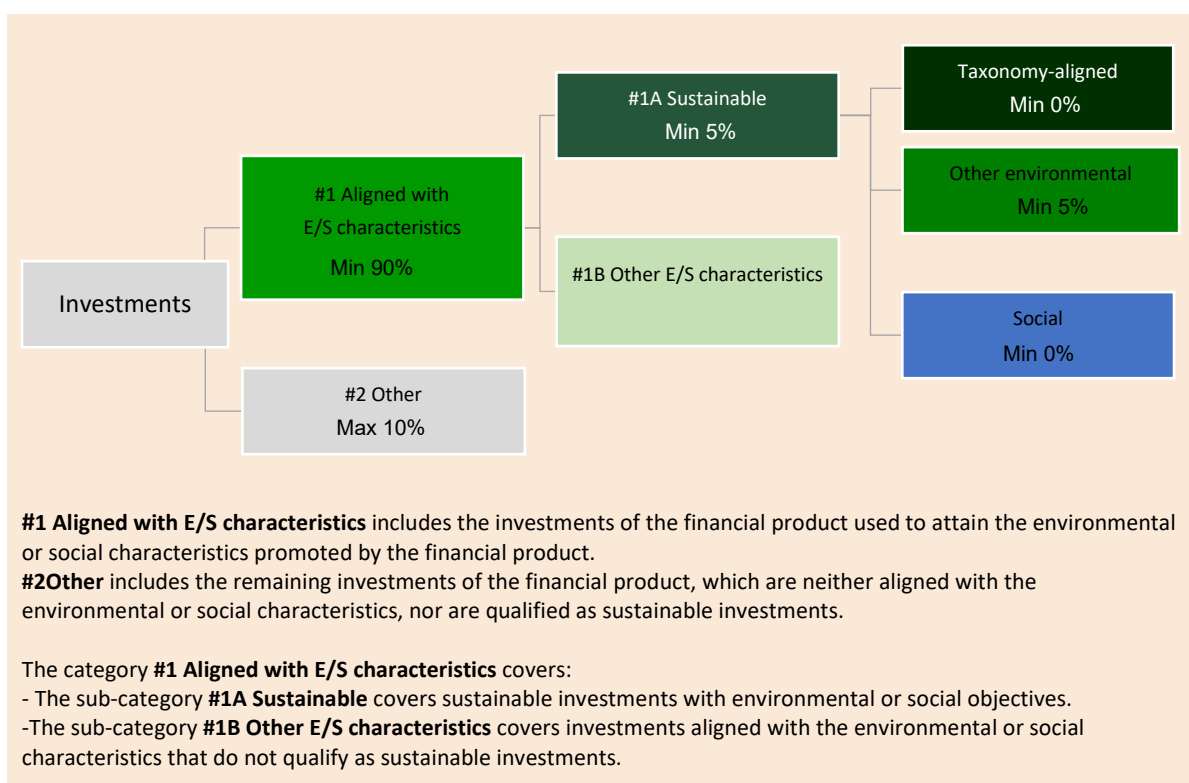 Investments
#1 Aligned with
E/S characteristics
Min 90%
#2 Other
Max 10%
#1A Sustainable
Min 5%
#1B Other E/S characteristics
Taxonomy-aligned
Min 0%
Other environmental
Min 5%
Social
Min 0%
#1 Aligned with E/S characteristics includes the investments of the financial product used to attain the environmental
or social characteristics promoted by the financial product.
#2Other includes the remaining investments of the financial product, which are neither aligned with the
environmental or social characteristics, nor are qualified as sustainable investments.
The category #1 Aligned with E/S characteristics covers:
- The sub-category #1A Sustainable covers sustainable investments with environmental or social objectives.
-The sub-category #1B Other E/S characteristics covers investments aligned with the environmental or social
characteristics that do not qualify as sustainable investments.